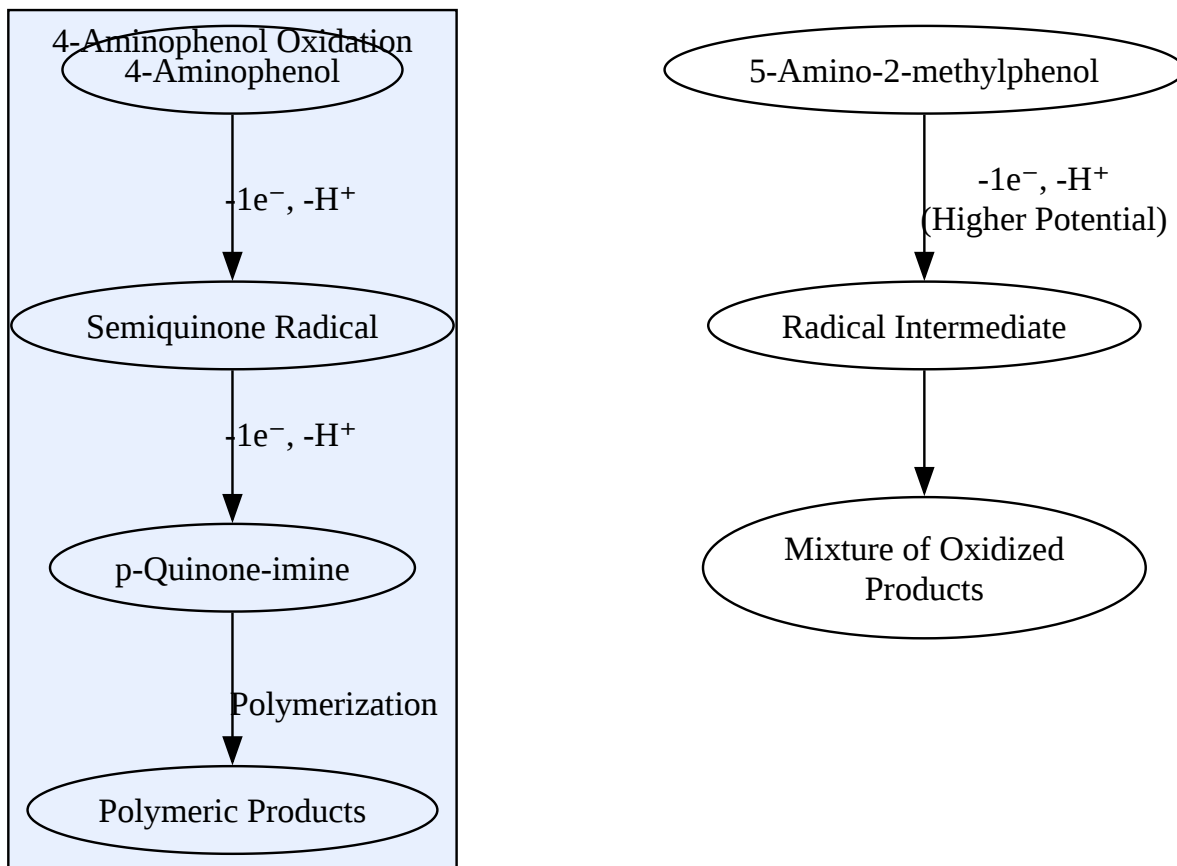 4-Aminophenol Oxidation
4-Aminophenol
-1e⁻, -H⁺
Semiquinone Radical
-1e⁻, -H⁺
p-Quinone-imine
Polymerization
Polymeric Products
5-Amino-2-methylphenol
-1e⁻, -H⁺
(Higher Potential)
Radical Intermediate
Mixture of Oxidized
Products